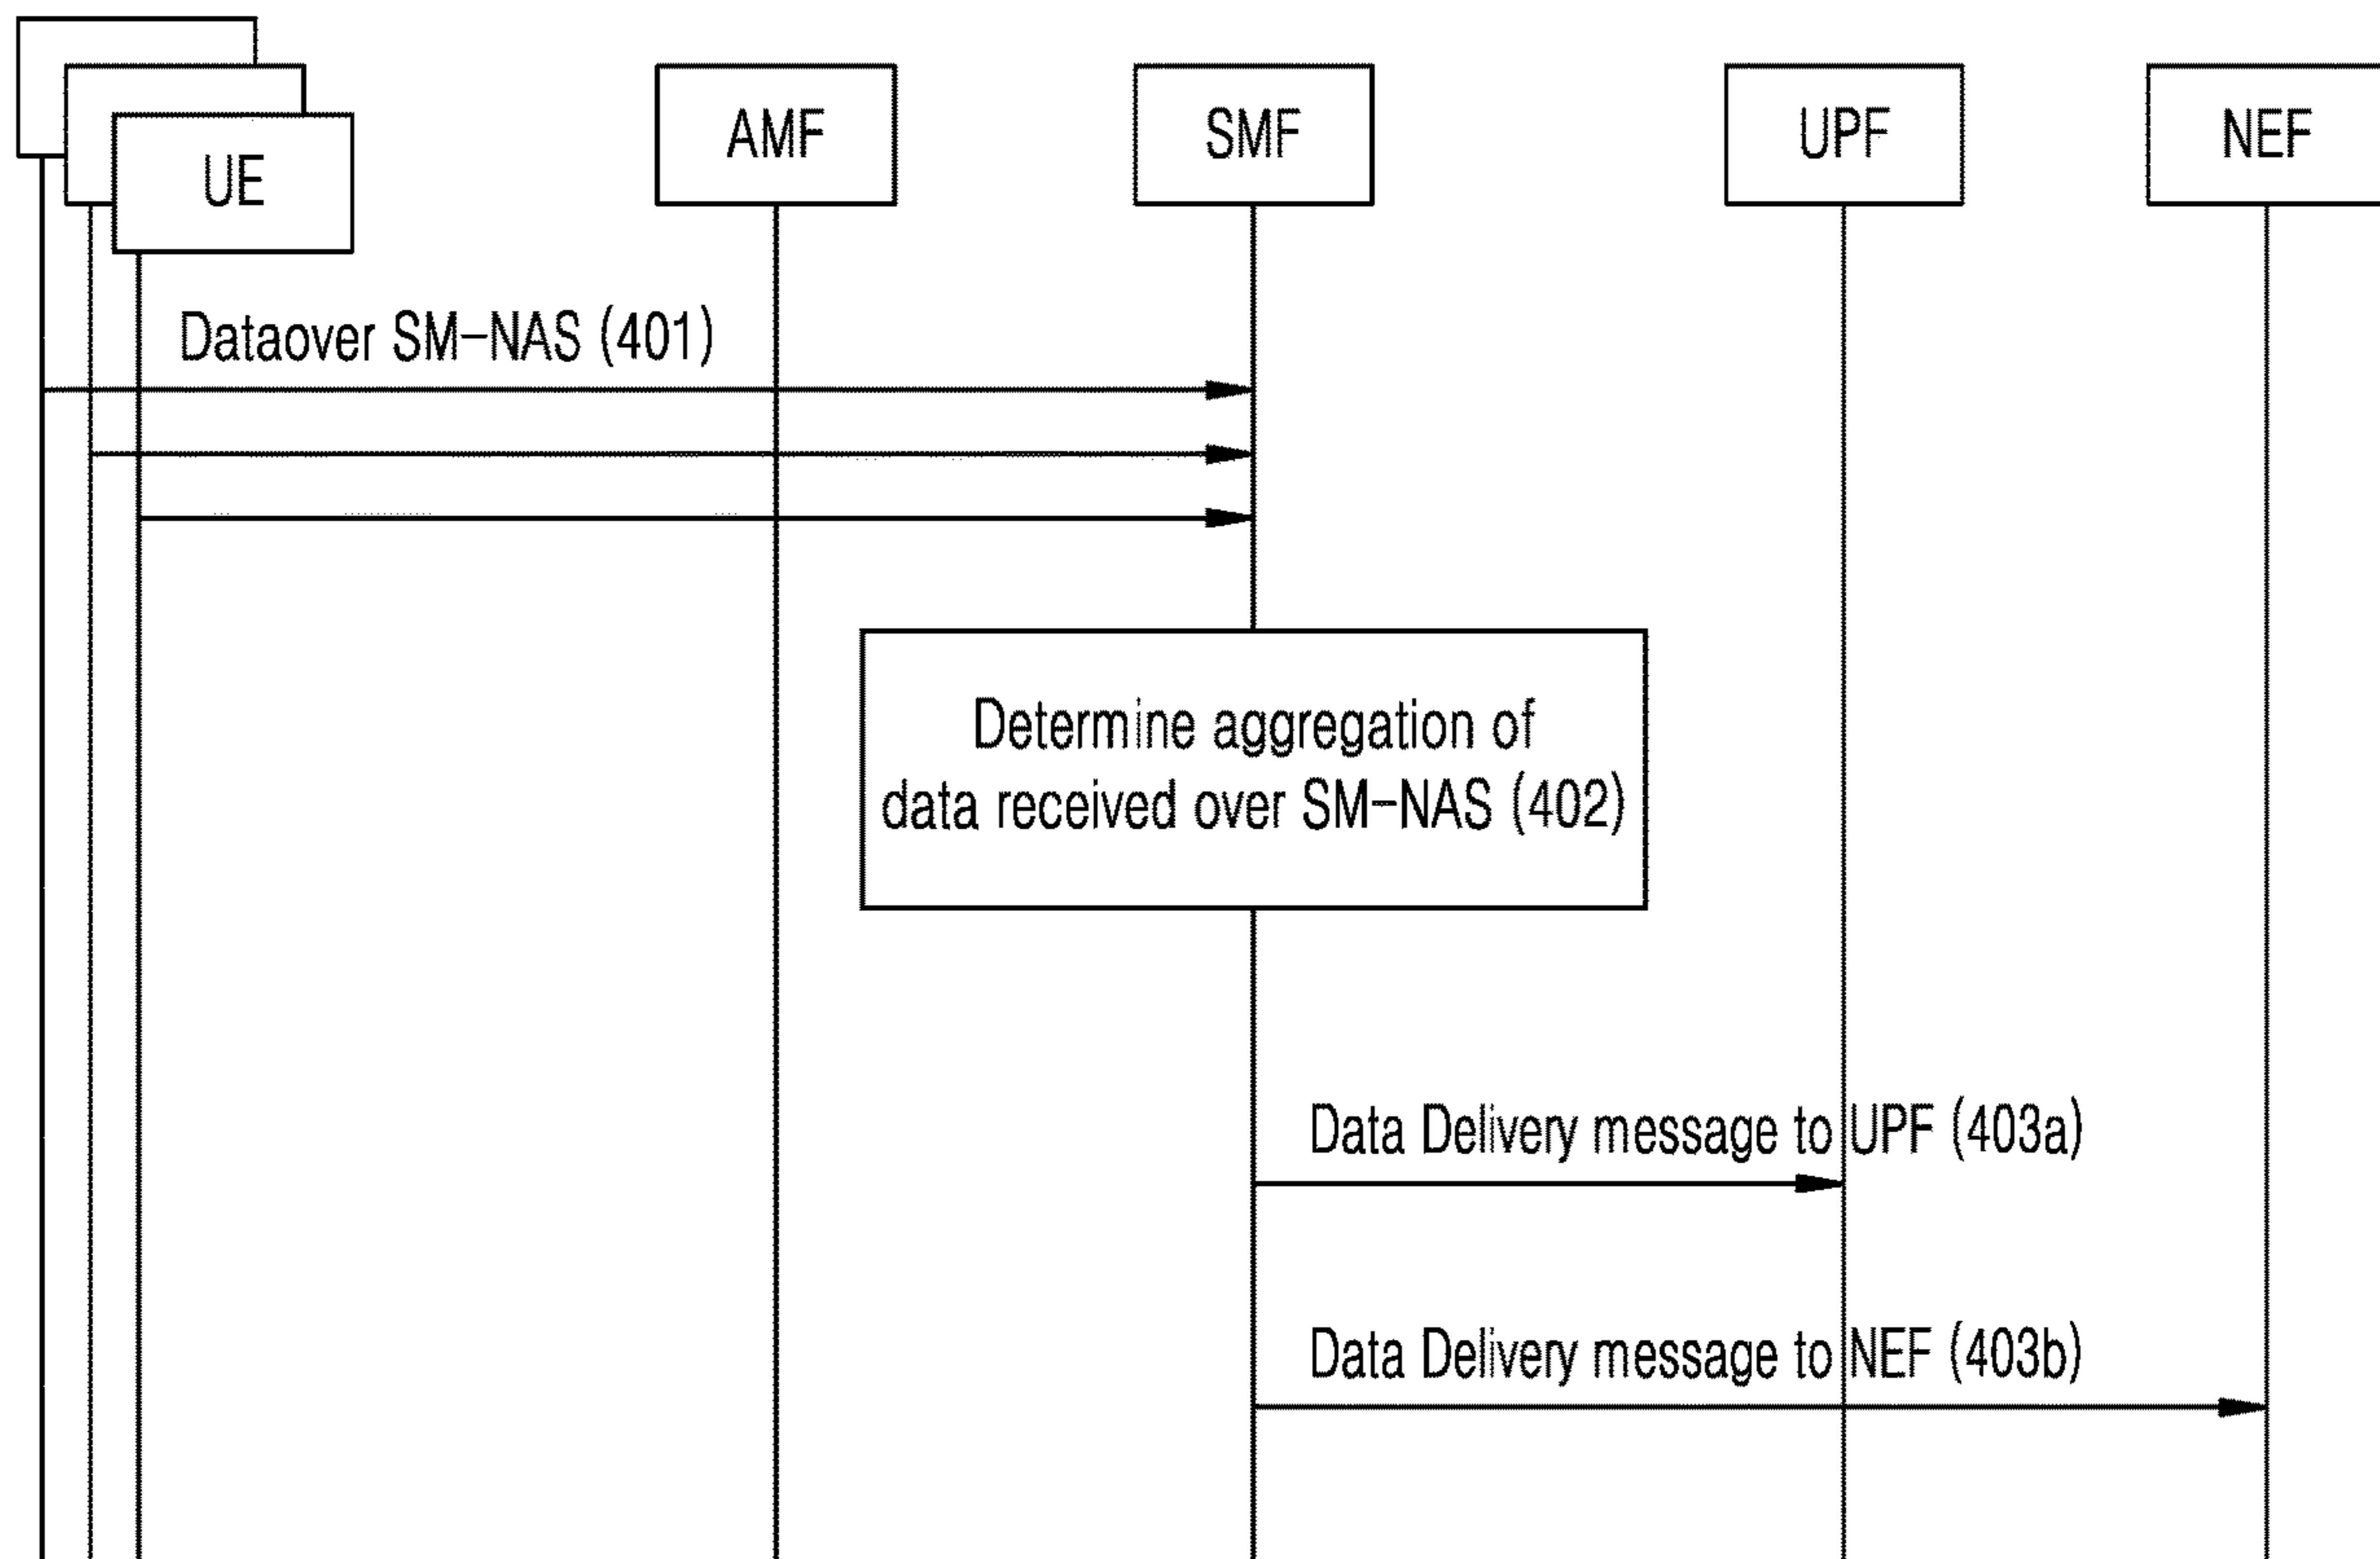 UE
AMF
SMF
UPF
NEF
Dataover SM-NAS (401)
Determine aggregation of
data received over SM-NAS (402)
Data Delivery message to UPF (403a)
Data Delivery message to NEF (403b)